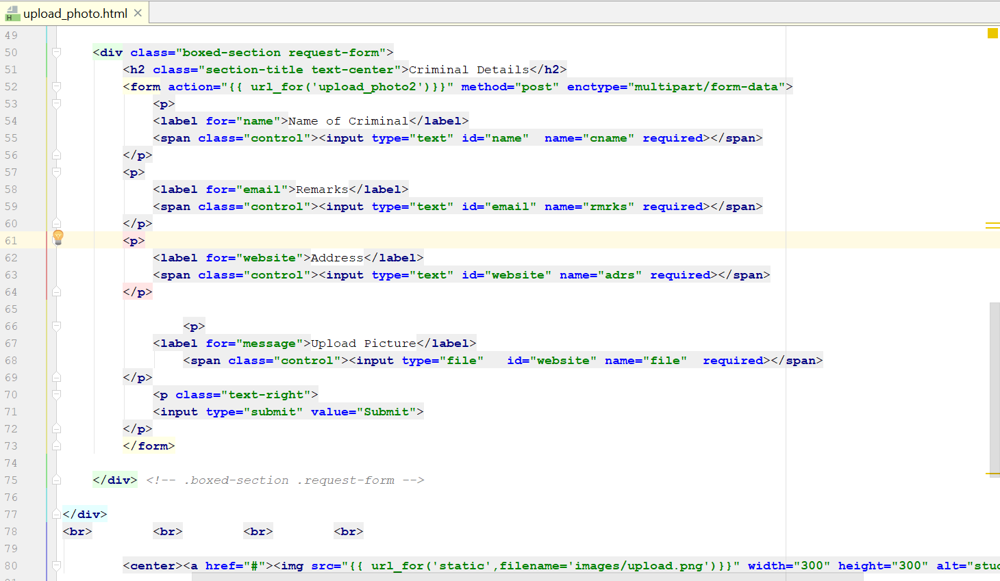 upload_photo.html
49
50 <div class="boxed-section request-form">
51 <h2 class="section-title text-center">Criminal Details</h2>
52 <form action="{{ url_for('upload_photo2')}}" method="post" enctype="multipart/form-data">
53 <p>
54 <label for="name">Name of Criminal</label>
55 <span class="control"><input type="text" id="name"  name="cname" required></span>
56 </p>
57 <p>
58 <label for="email">Remarks</label>
59 <span class="control"><input type="text" id="email" name="rmrks" required></span>
60 </p>
61 <p>
62 <label for="website">Address</label>
63 <span class="control"><input type="text" id="website" name="adrs" required></span>
64 </p>
65
66 <p>
67 <label for="message">Upload Picture</label>
68 <span class="control"><input type="file"   id="website" name="file"  required></span>
69 </p>
70 <p class="text-right">
71 <input type="submit" value="Submit">
72 </p>
73 </form>
74
75 </div> <!-- .boxed-section .request-form -->
76
77 </div>
78 <br>        <br>        <br>        <br>
79
80 <center><a href="#"><img src="{{ url_for('static',filename='images/upload.png')}}" width="300" height="300" alt="stu